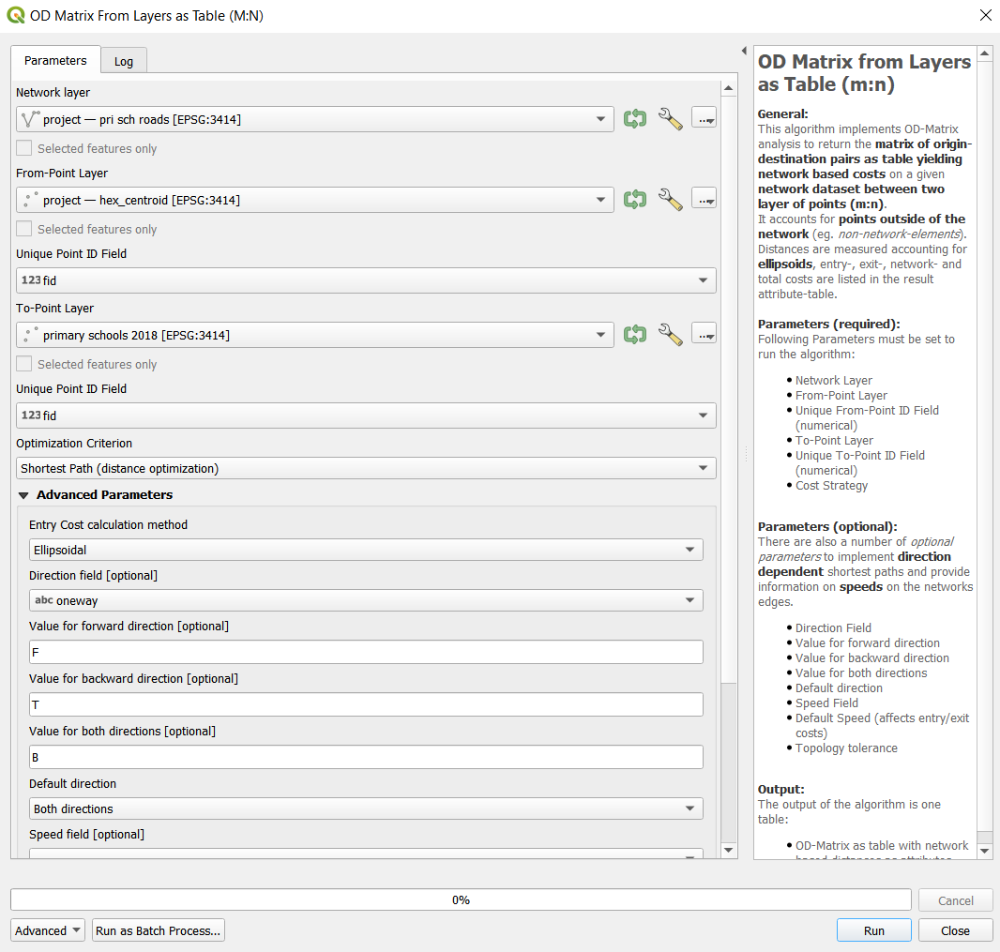 OD Matrix From Layers as Table (M:N)
Parameters
Log
Network layer
project — pri sch roads [EPSG:3414]
...
Selected features only
From-Point Layer
project — hex_centroid [EPSG:3414]
...
Selected features only
Unique Point ID Field
123 fid
To-Point Layer
primary schools 2018 [EPSG:3414]
...
Selected features only
Unique Point ID Field
123 fid
Optimization Criterion
Shortest Path (distance optimization)
Advanced Parameters
Entry Cost calculation method
Ellipsoidal
Direction field [optional]
abc oneway
Value for forward direction [optional]
F
Value for backward direction [optional]
T
Value for both directions [optional]
B
Default direction
Both directions
Speed field [optional]
OD Matrix from Layers
as Table (m:n)
General:
This algorithm implements OD-Matrix
analysis to return the matrix of origin-
destination pairs as table yielding
network based costs on a given
network dataset between two
layer of points (m:n).
It accounts for points outside of the
network (eg. non-network-elements).
Distances are measured accounting for
ellipsoids, entry-, exit-, network- and
total costs are listed in the result
attribute-table.
Parameters (required):
Following Parameters must be set to
run the algorithm:
• Network Layer
• From-Point Layer
• Unique From-Point ID Field
(numerical)
• To-Point Layer
• Unique To-Point ID Field
(numerical)
• Cost Strategy
Parameters (optional):
There are also a number of optional
parameters to implement direction
dependent shortest paths and provide
information on speeds on the networks
edges.
• Direction Field
• Value for forward direction
• Value for backward direction
• Value for both directions
• Default direction
• Speed Field
• Default Speed (affects entry/exit
costs)
• Topology tolerance
Output:
The output of the algorithm is one
table:
• OD-Matrix as table with network
based distances as attributes
0%
Cancel
Advanced
Run as Batch Process...
Run
Close